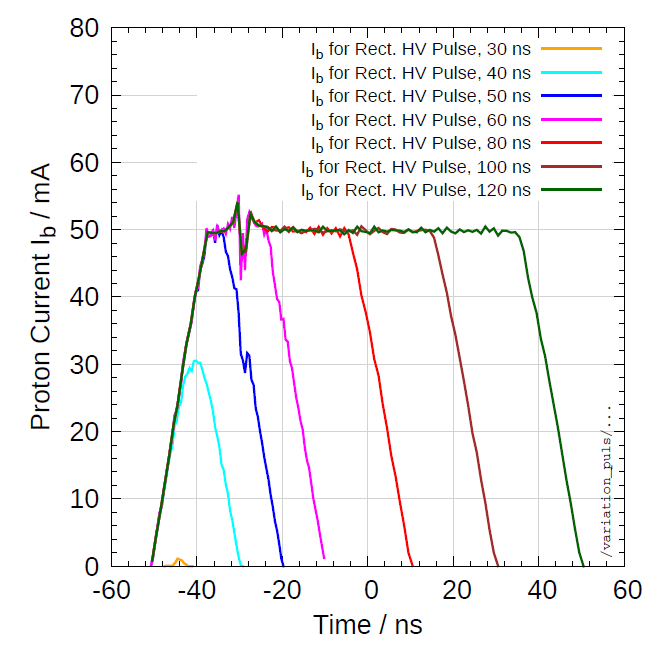 80
70
60
50
40
30
20
10
0
-60
-40
-20
0
20
40
60
Proton Current Ib / mA
Time / ns
Ib for Rect. HV Pulse, 30 ns
Ib for Rect. HV Pulse, 40 ns
Ib for Rect. HV Pulse, 50 ns
Ib for Rect. HV Pulse, 60 ns
Ib for Rect. HV Pulse, 80 ns
Ib for Rect. HV Pulse, 100 ns
Ib for Rect. HV Pulse, 120 ns
/variation_puls/...